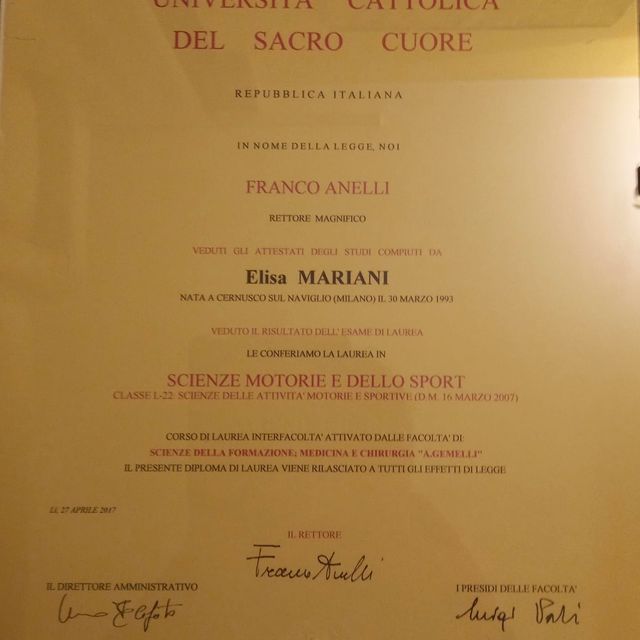 UNIVERSITÀ CATTOLICA
DEL SACRO CUORE
REPUBBLICA ITALIANA
IN NOME DELLA LEGGE, NOI
FRANCO ANELLI
RETTORE MAGNIFICO
VEDUTI GLI ATTESTATI DEGLI STUDI COMPIUTI DA
Elisa MARIANI
NATA A CERNUSCO SUL NAVIGLIO (MILANO) IL 30 MARZO 1993
VEDUTO IL RISULTATO DELL' ESAME DI LAUREA
LE CONFERIAMO LA LAUREA IN
SCIENZE MOTORIE E DELLO SPORT
CLASSE L-22: SCIENZE DELLE ATTIVITA' MOTORIE E SPORTIVE (D.M. 16 MARZO 2007)
CORSO DI LAUREA INTERFACOLTA' ATTIVATO DALLE FACOLTA' DI:
SCIENZE DELLA FORMAZIONE; MEDICINA E CHIRURGIA "A.GEMELLI"
IL PRESENTE DIPLOMA DI LAUREA VIENE RILASCIATO A TUTTI GLI EFFETTI DI LEGGE
Lì, 27 APRILE 2017
IL RETTORE
Franco Anelli
IL DIRETTORE AMMINISTRATIVO
I PRESIDI DELLE FACOLTA'
Luigi